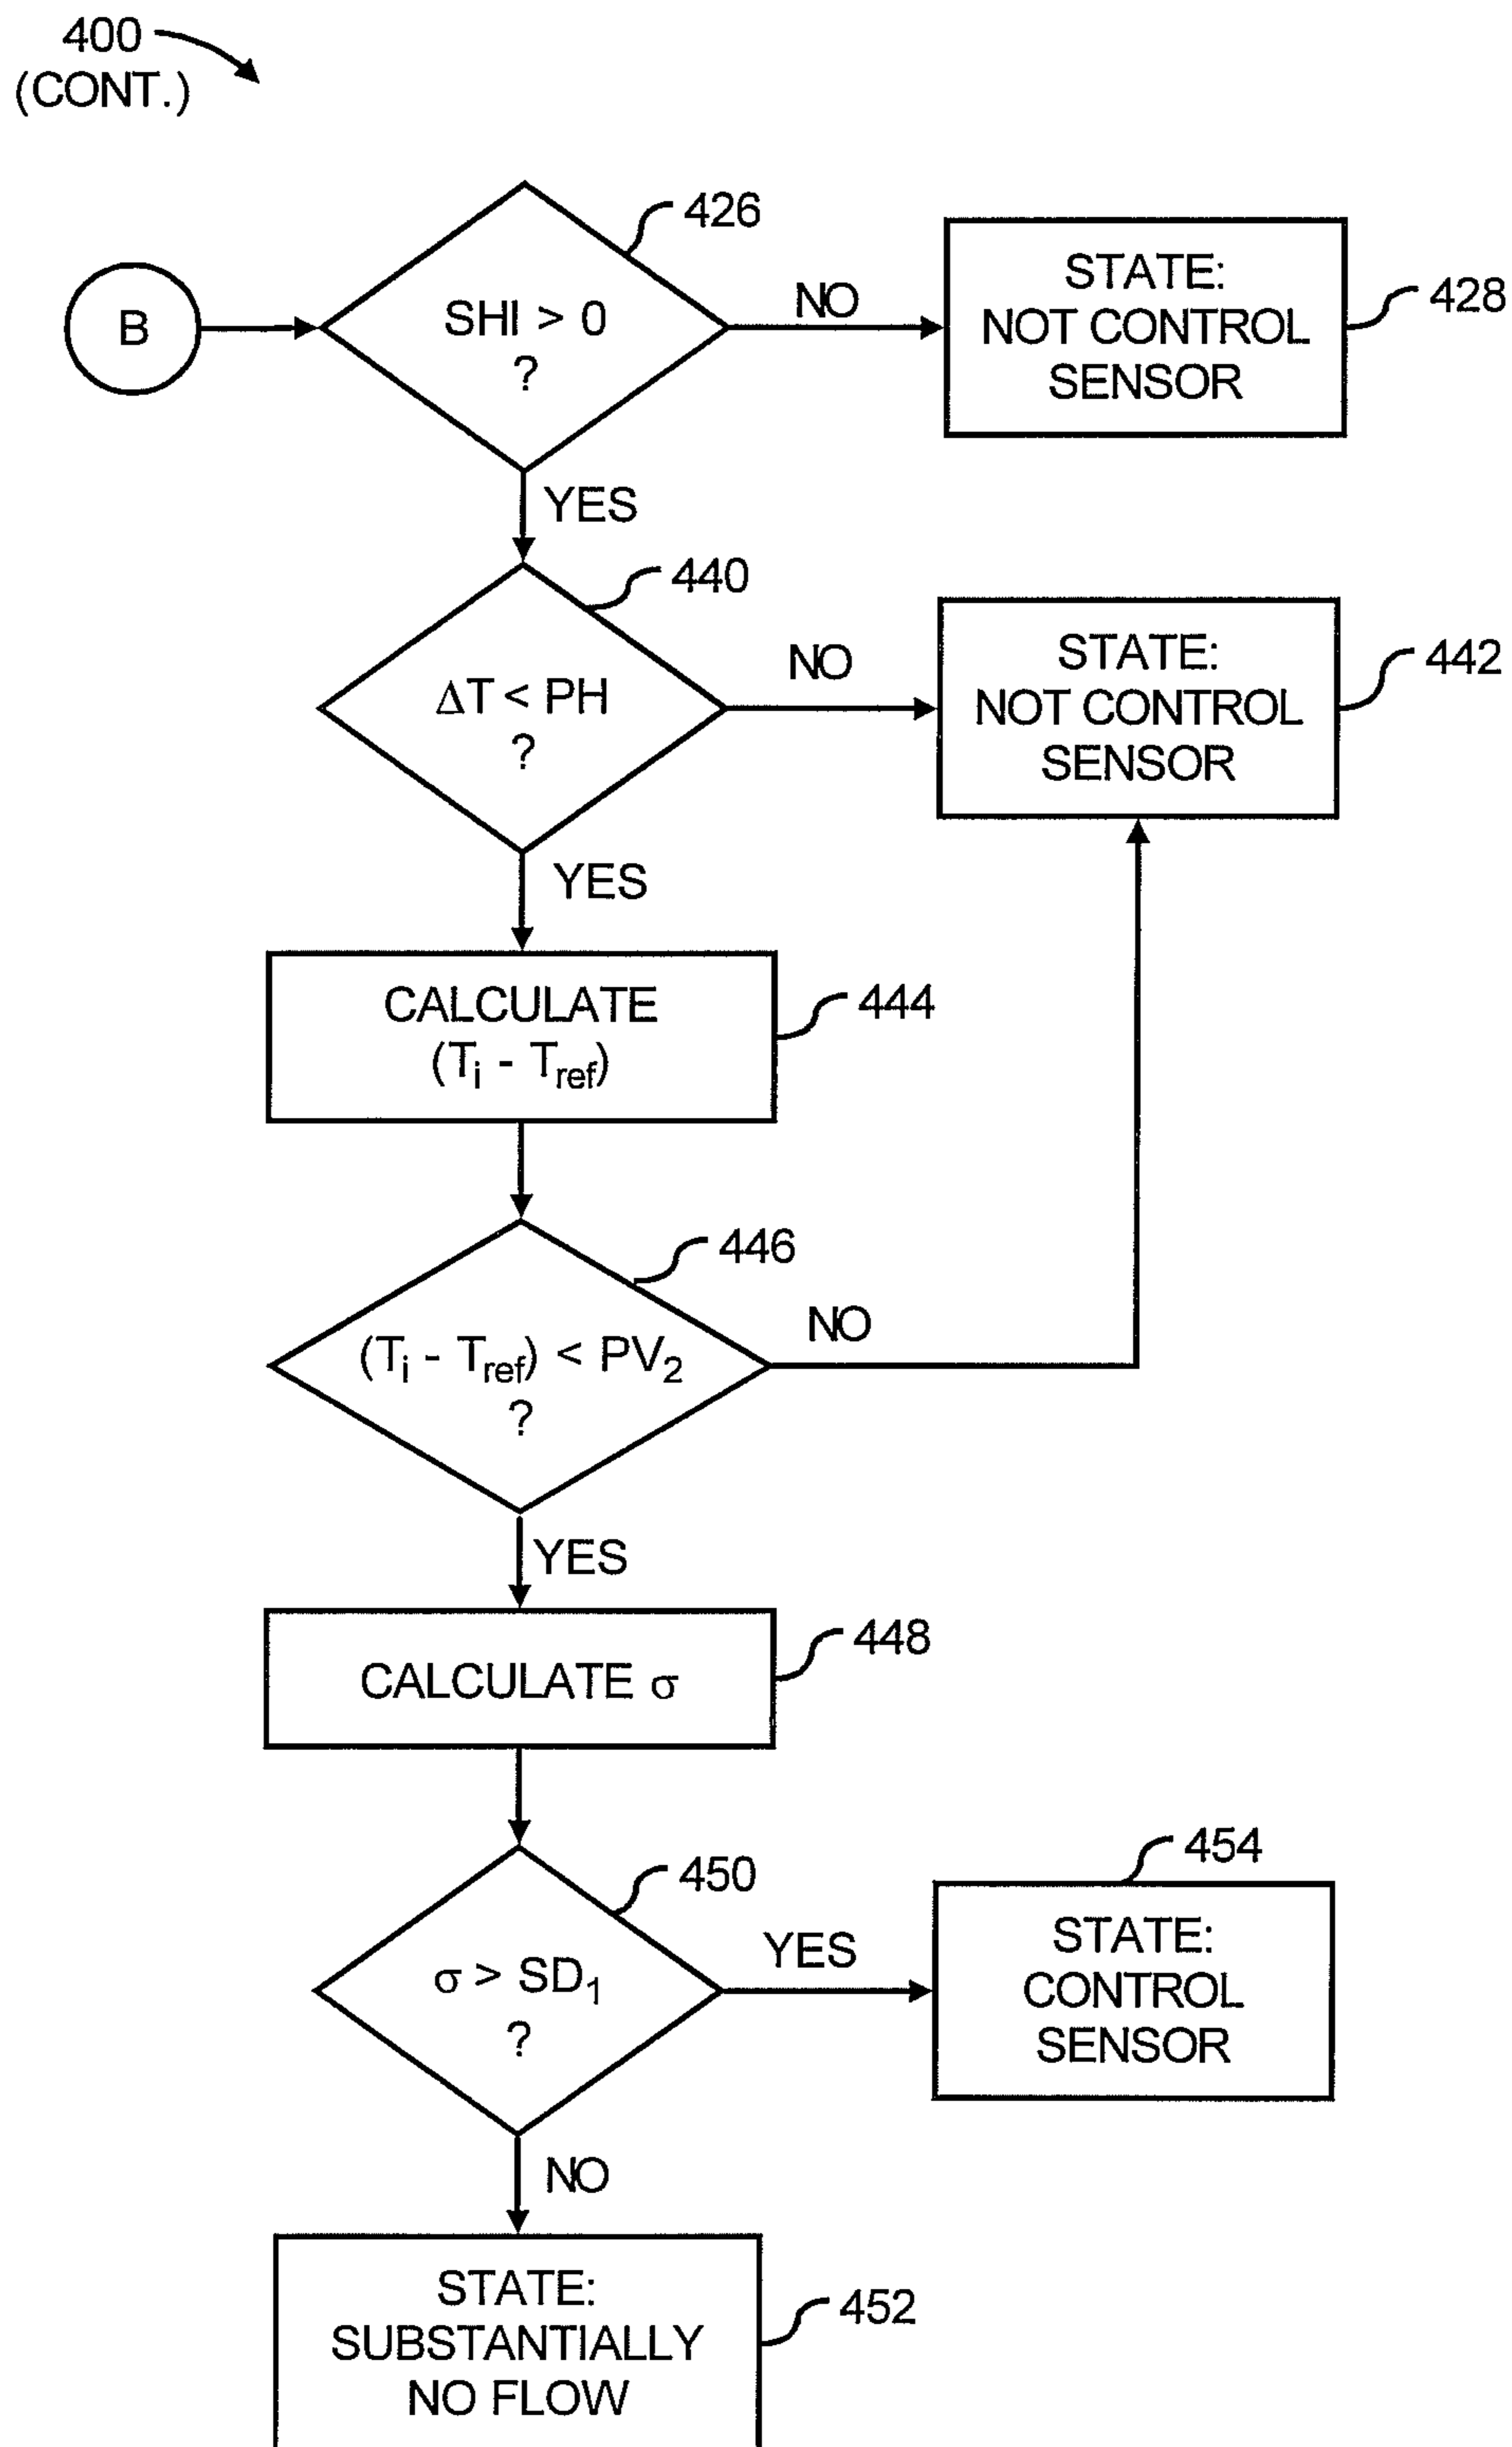 400
(CONT.)
426
B
SHI > 0
?
NO
STATE:
NOT CONTROL
SENSOR
428
YES
440
ΔT < PH
?
NO
STATE:
NOT CONTROL
SENSOR
442
YES
CALCULATE
(Ti - Tref)
444
446
(Ti - Tref) < PV2
?
NO
YES
CALCULATE σ
448
450
σ > SD1
?
YES
454
STATE:
CONTROL
SENSOR
NO
STATE:
SUBSTANTIALLY
NO FLOW
452